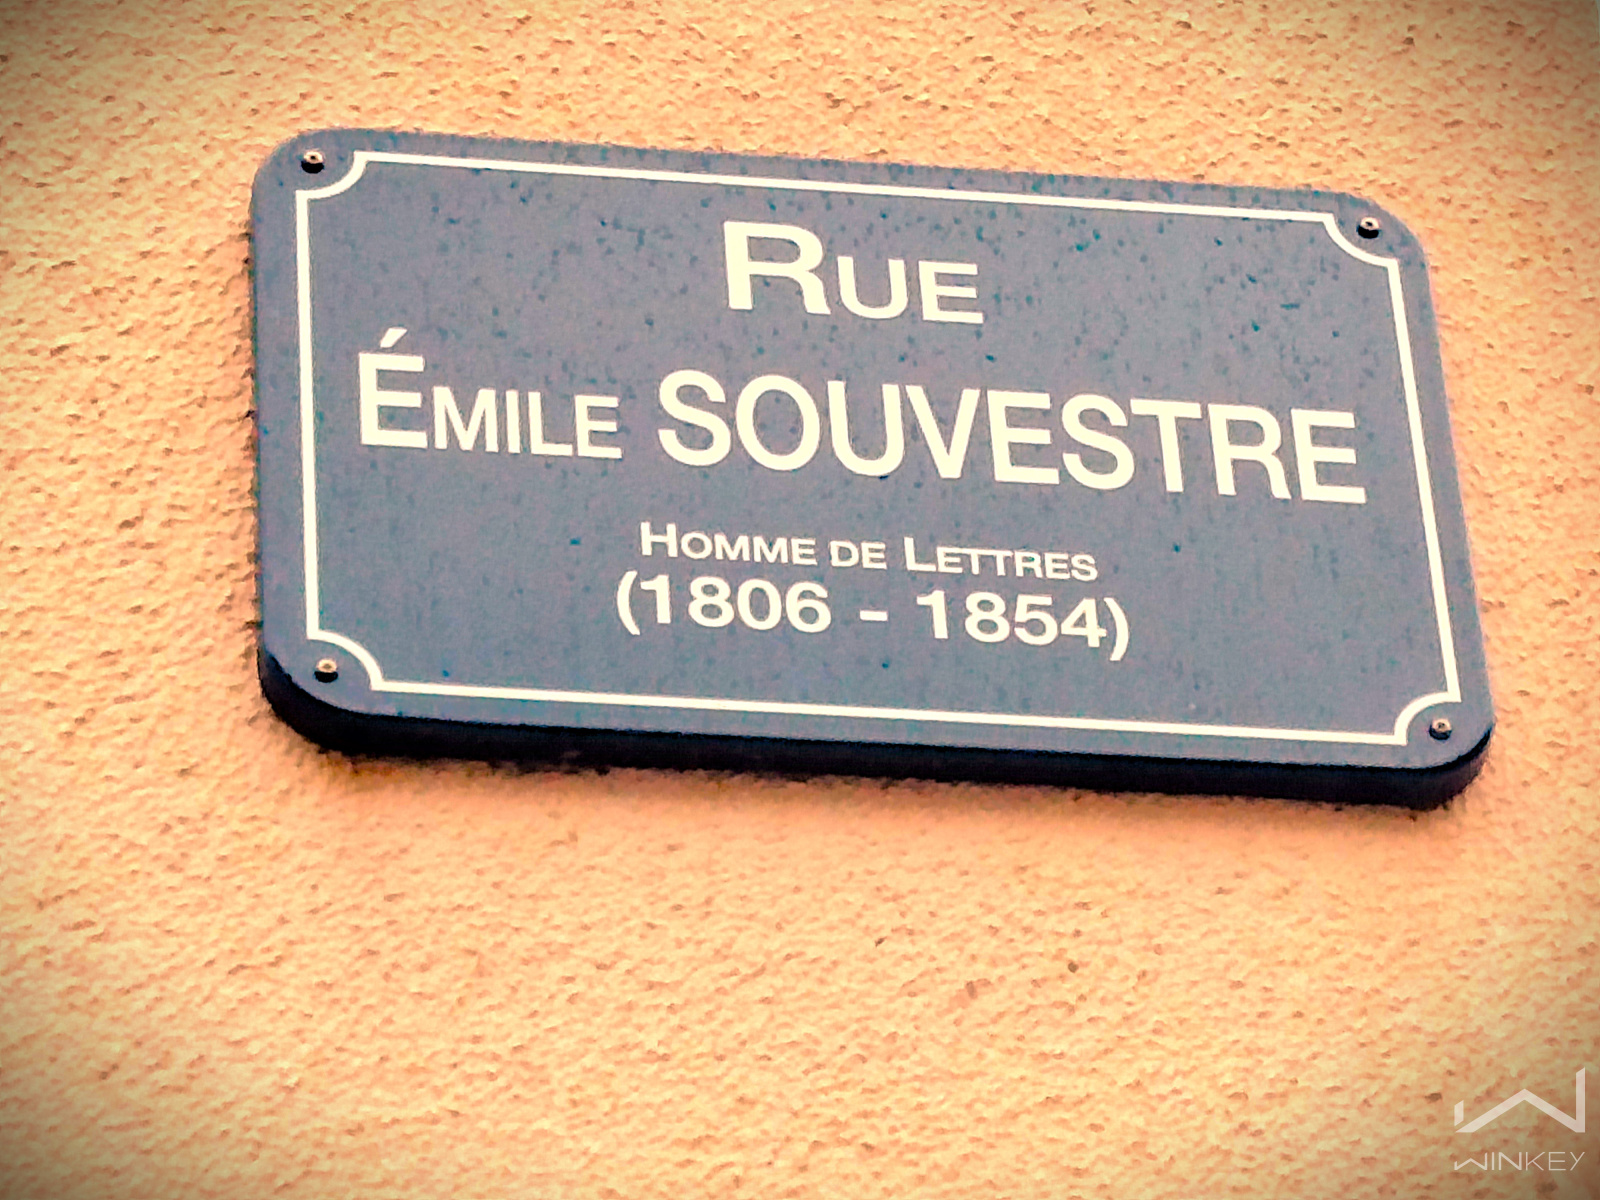 Rue
Émile SOUVESTRE
Homme de Lettres
(1806 - 1854)
WINKEY